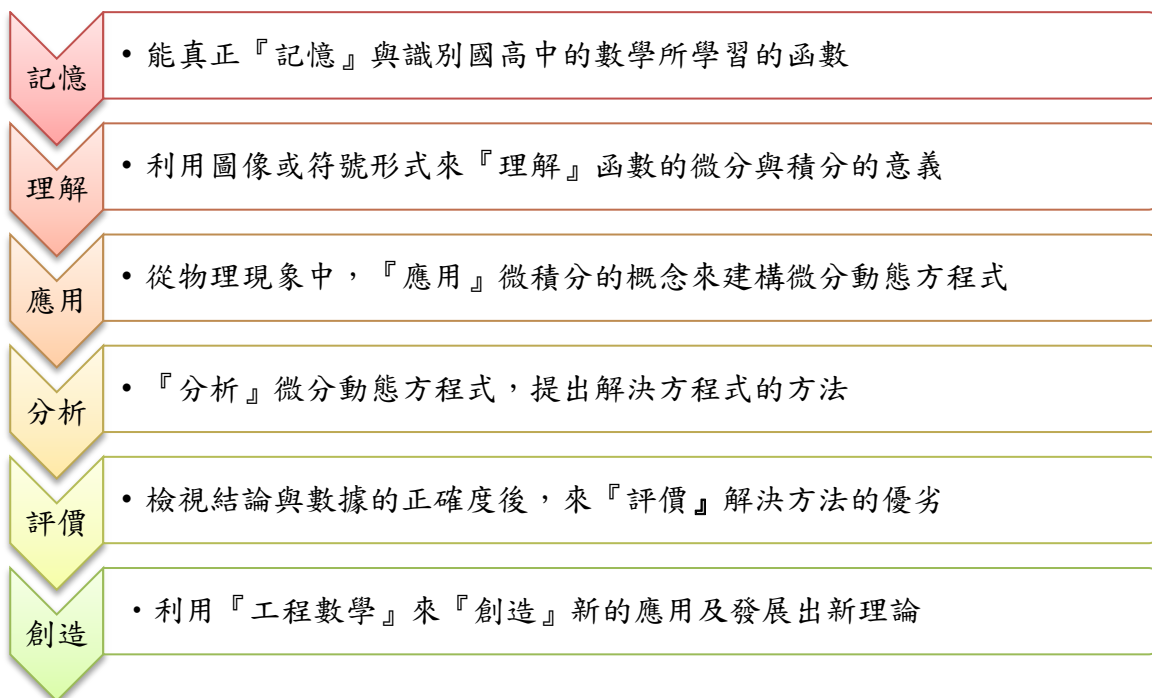 記憶
• 能真正『記憶』與識別國高中的數學所學習的函數
理解
• 利用圖像或符號形式來『理解』函數的微分與積分的意義
應用
• 從物理現象中，『應用』微積分的概念來建構微分動態方程式
分析
• 『分析』微分動態方程式，提出解決方程式的方法
評價
• 檢視結論與數據的正確度後，來『評價』解決方法的優劣
創造
• 利用『工程數學』來『創造』新的應用及發展出新理論